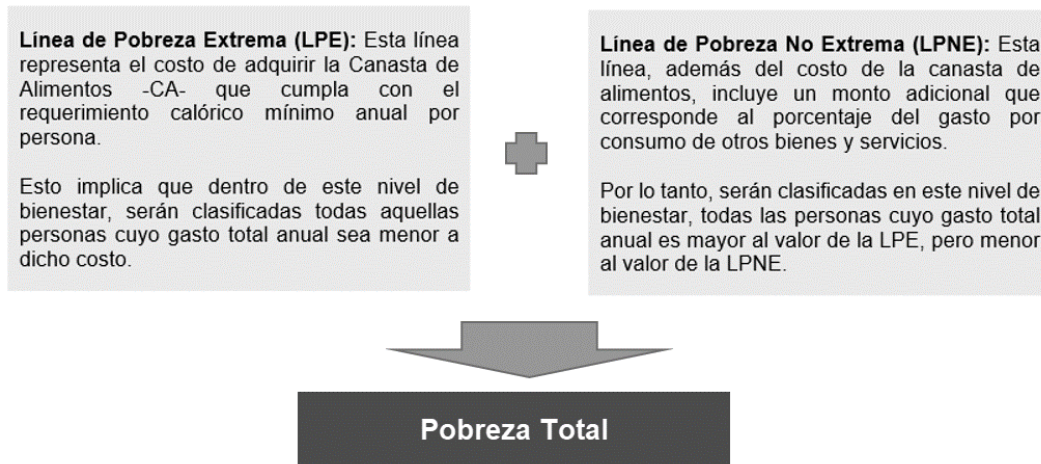 Línea de Pobreza Extrema (LPE): Esta línea
representa el costo de adquirir la Canasta de
Alimentos -CA- que cumpla con el
requerimiento calórico mínimo anual por
persona.
Esto implica que dentro de este nivel de
bienestar, serán clasificadas todas aquellas
personas cuyo gasto total anual sea menor a
dicho costo.
Línea de Pobreza No Extrema (LPNE): Esta
línea, además del costo de la canasta de
alimentos, incluye un monto adicional que
corresponde al porcentaje del gasto por
consumo de otros bienes y servicios.
Por lo tanto, serán clasificadas en este nivel de
bienestar, todas las personas cuyo gasto total
anual es mayor al valor de la LPE, pero menor
al valor de la LPNE.
Pobreza Total